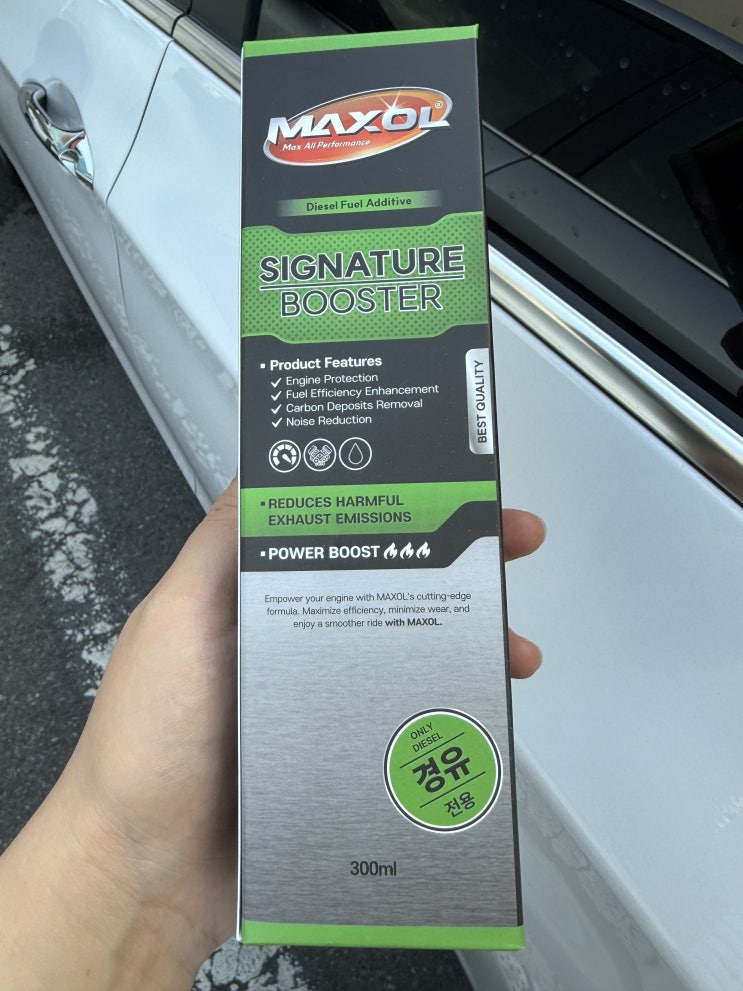 MAXOL®
Max All Performance
Diesel Fuel Additive
SIGNATURE
BOOSTER
▪ Product Features
✓ Engine Protection
✓ Fuel Efficiency Enhancement
✓ Carbon Deposits Removal
✓ Noise Reduction
BEST QUALITY
▪ REDUCES HARMFUL
EXHAUST EMISSIONS
▪ POWER BOOST
Empower your engine with MAXOL's cutting-edge
formula. Maximize efficiency, minimize wear, and
enjoy a smoother ride with MAXOL.
ONLY
DIESEL
경유
전용
300ml